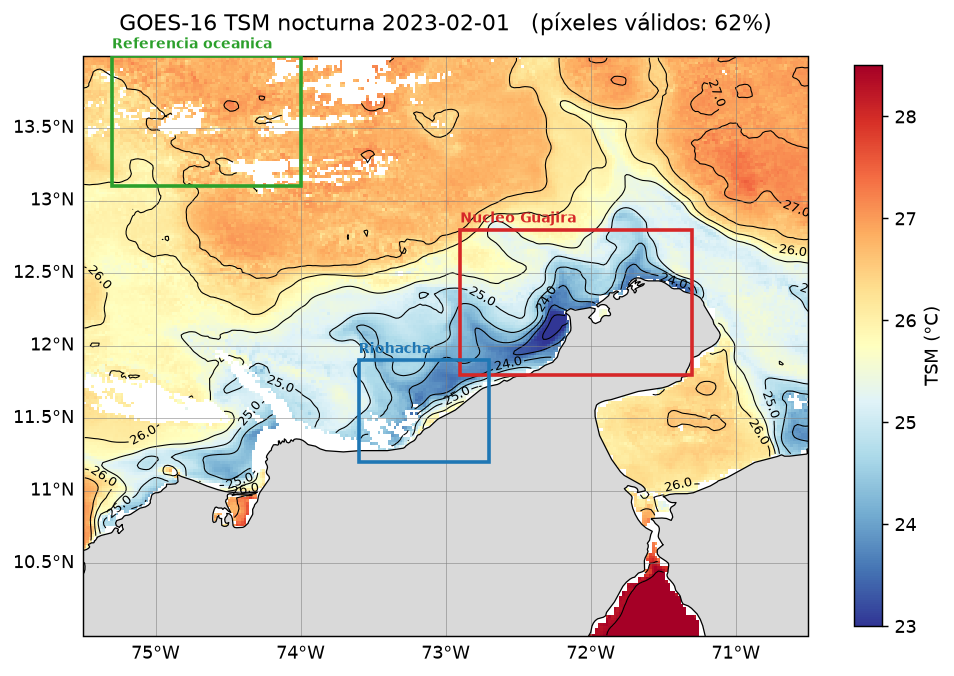 GOES-16 TSM nocturna 2023-02-01 (píxeles válidos: 62%)
Referencia oceanica
Nucleo Guajira
Riohacha
13.5°N
13°N
12.5°N
12°N
11.5°N
11°N
10.5°N
75°W
74°W
73°W
72°W
71°W
27.0
27.0
26.0
26.0
25.0
24.0
24.0
24.0
25.0
25.0
25.0
25.0
26.0
26.0
26.0
26.0
26.0
25.0
25.0
28
27
26
25
24
23
TSM (°C)